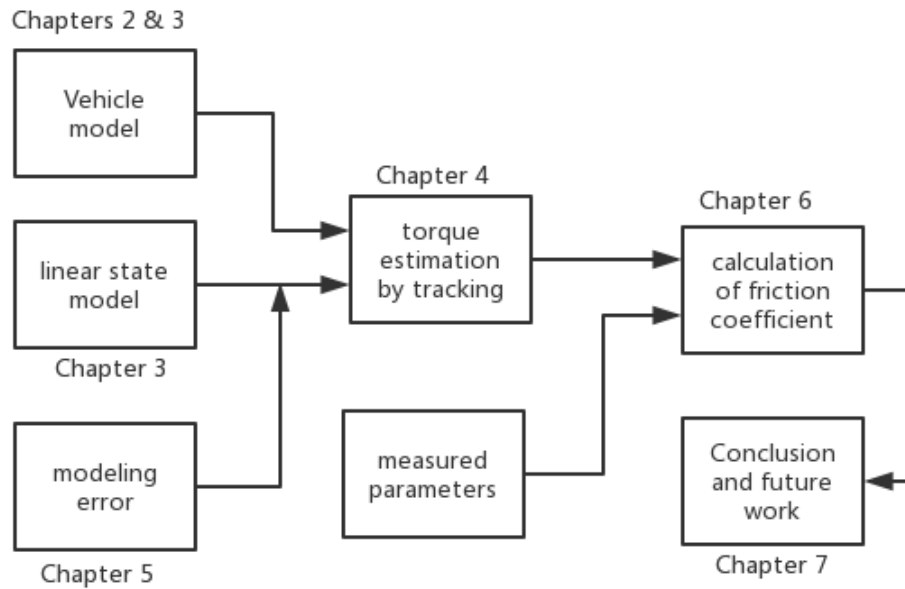 Chapters 2 & 3
Vehicle
model
linear state
model
Chapter 3
modeling
error
Chapter 5
Chapter 4
torque
estimation
by tracking
measured
parameters
Chapter 6
calculation
of friction
coefficient
Conclusion
and future
work
Chapter 7